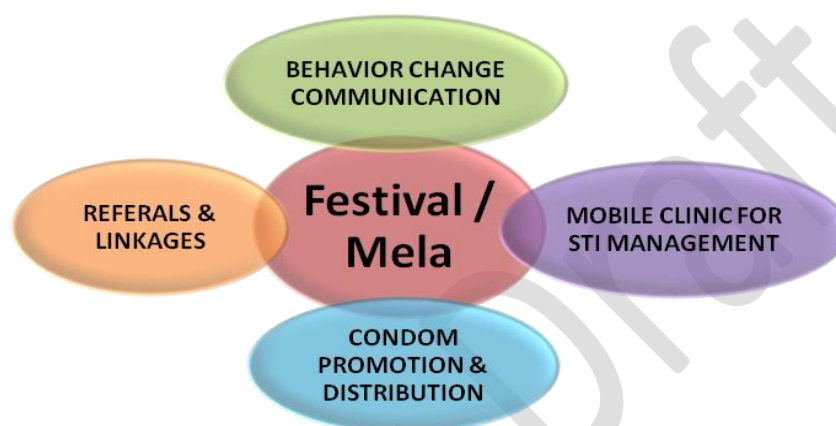 BEHAVIOR CHANGE
COMMUNICATION
REFERALS &
LINKAGES
Festival /
Mela
MOBILE CLINIC FOR
STI MANAGEMENT
CONDOM
PROMOTION &
DISTRIBUTION
Draft